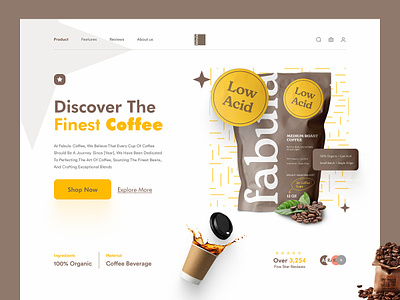 Product Features Reviews About us
Discover The
Finest Coffee
At Fabula Coffee, We Believe That Every Cup Of Coffee
Should Be A Journey. Since [Year], We Have Been Dedicated
To Perfecting The Art Of Coffee, Sourcing The Finest Beans,
And Crafting Exceptional Blends
Shop Now Explore More
Ingredients
100% Organic
Material
Coffee Beverage
Low
Acid
Low
Acid
fabula
MEDIUM ROAST
COFFEE
12 OZ
Over 3,254
Five Star Reviews